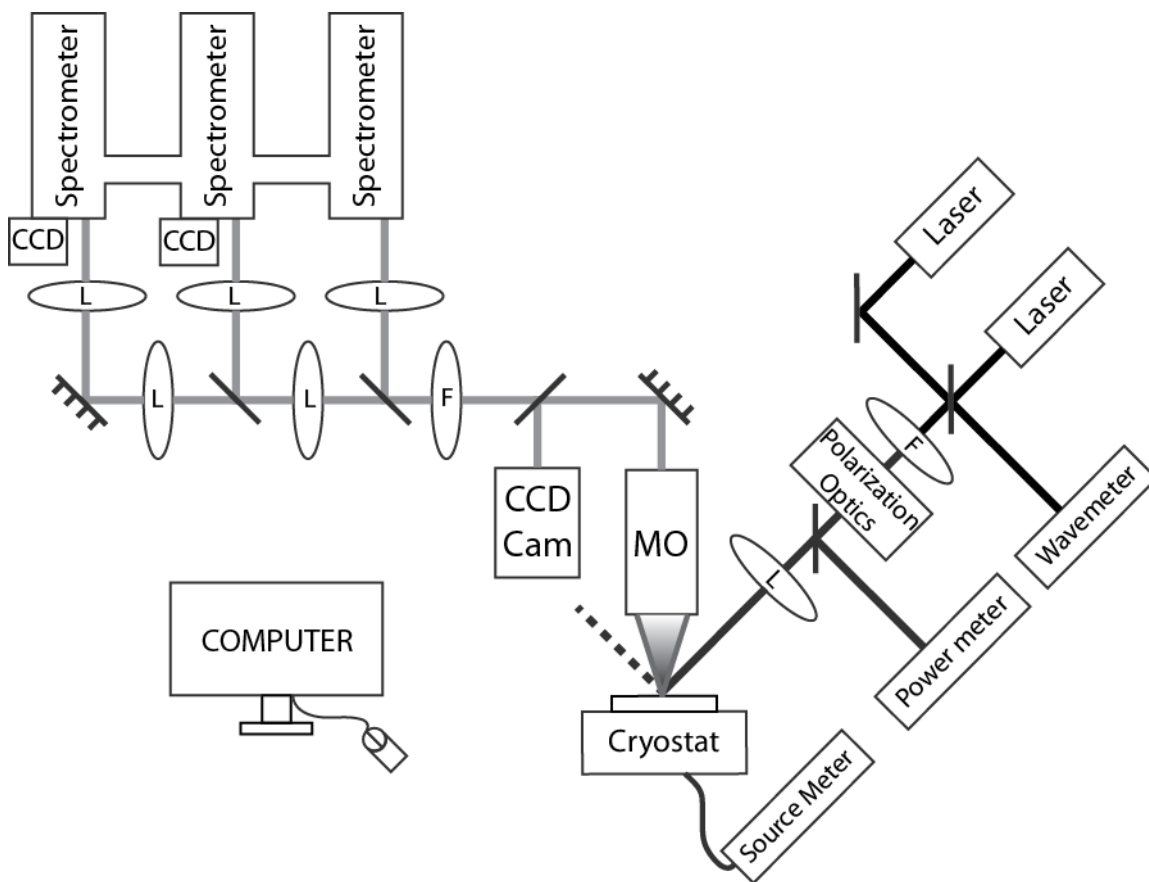 Spectrometer
Spectrometer
Spectrometer
CCD
CCD
L
L
L
L
L
F
Laser
Laser
F
Polarization
Optics
Wavemeter
CCD
Cam
MO
L
Power meter
COMPUTER
Cryostat
Source Meter